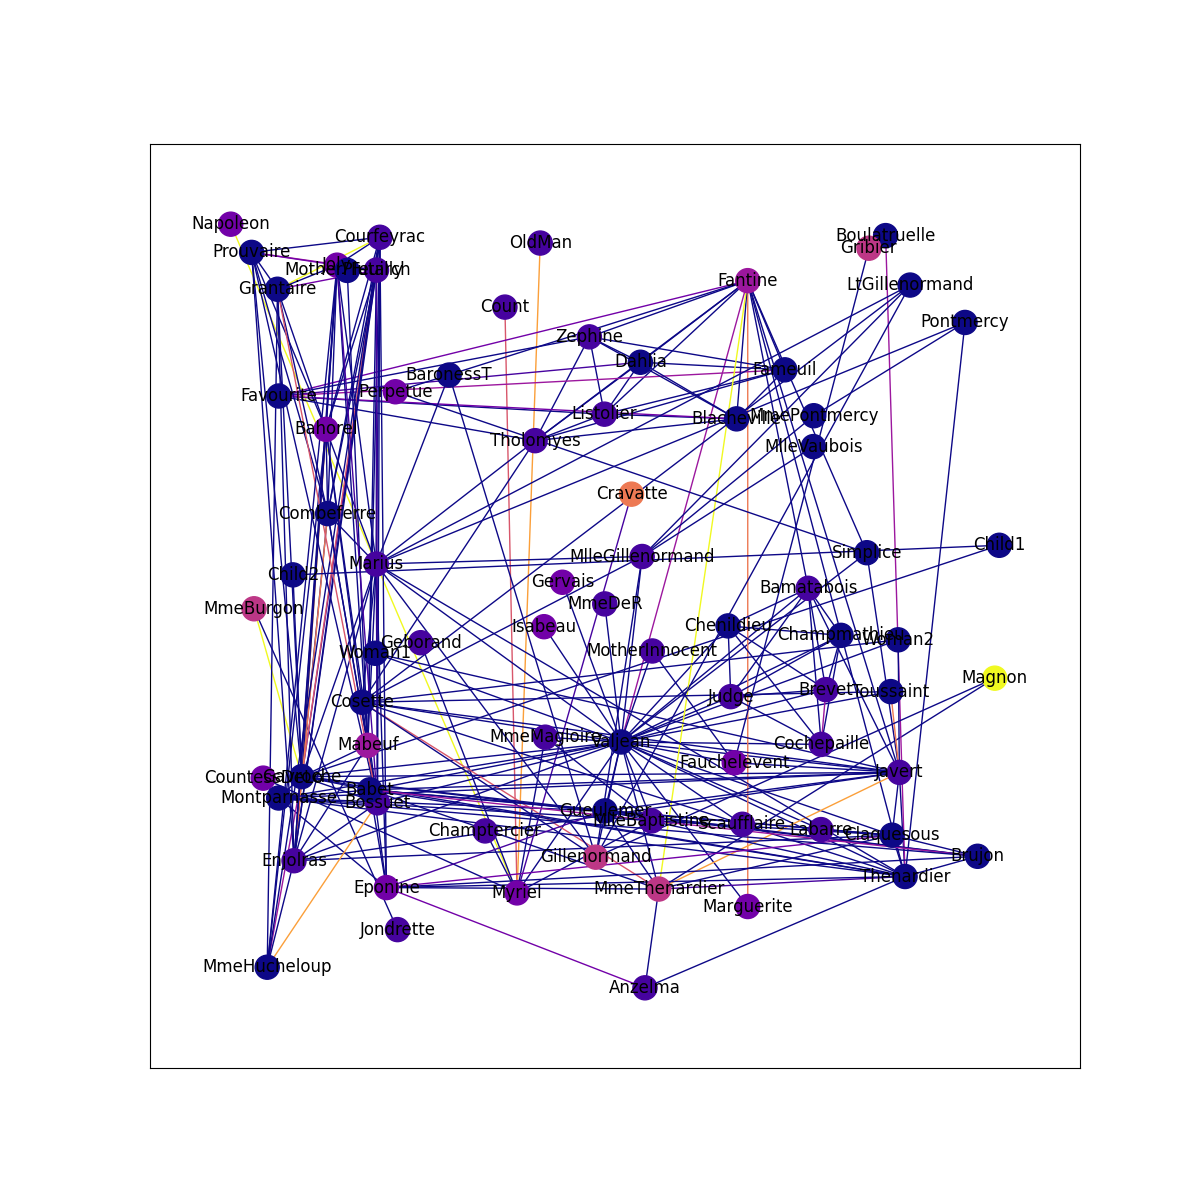 Napoleon
Prouvaire
Courfeyrac
OldMan
Boulatruelle
Gribier
Joly
Grantaire
Fantine
LtGillenormand
Count
Pontmercy
Zephine
Dahlia
Fameuil
BaronessT
Favourite
Perpetue
Listolier
Blacheville
MmePontmercy
Bahorel
Tholomyes
MlleVaubois
Cravatte
Combeferre
Child1
Simplice
MlleGillenormand
Marius
Child2
Gervais
Bamatabois
MmeBurgon
MmeDeR
Isabeau
Chenildieu
Champmathieu
Woman2
Geborand
Woman1
MotherInnocent
Magnon
Cosette
Judge
Brevet
Toussaint
MmeMagloire
Valjean
Cochepaille
Mabeuf
Fauchelevent
Javert
Gavroche
Babet
Montparnasse
Bossuet
Gueulemer
MlleBaptistine
Scaufflaire
Labarre
Claquesous
Champtercier
Enjolras
Gillenormand
Brujon
Thenardier
Eponine
Myriel
MmeThenardier
Marguerite
Jondrette
MmeHucheloup
Anzelma